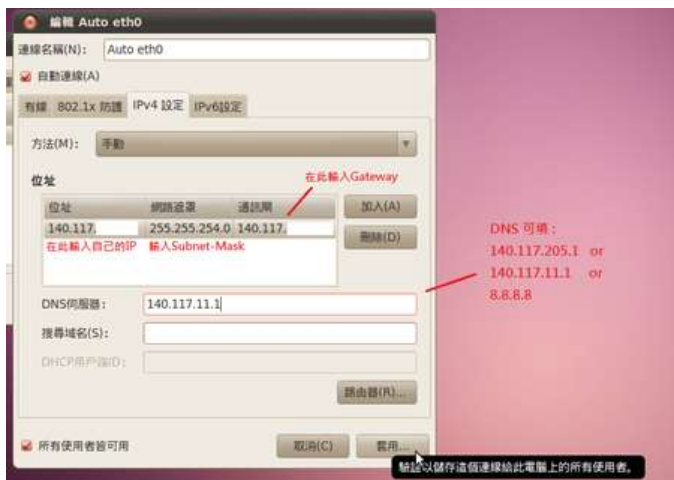 編輯 Auto eth0
連線名稱(N): Auto eth0
自動連線(A)
有線 802.1x 防護 IPv4 設定 IPv6設定
方法(M): 手動
位址
在此輸入Gateway
位址 網路遮罩 通訊閘
加入(A)
140.117. 255.255.254.0 140.117.
在此輸入自己的IP 輸入Subnet-Mask
刪除(D)
DNS 可填:
140.117.205.1 or
140.117.11.1 or
8.8.8.8
DNS伺服器: 140.117.11.1
搜尋域名(S):
DHCP用戶端ID:
路由器(R)...
所有使用者皆可用
取消(C)
套用...
驗證以儲存這個連線給此電腦上的所有使用者。